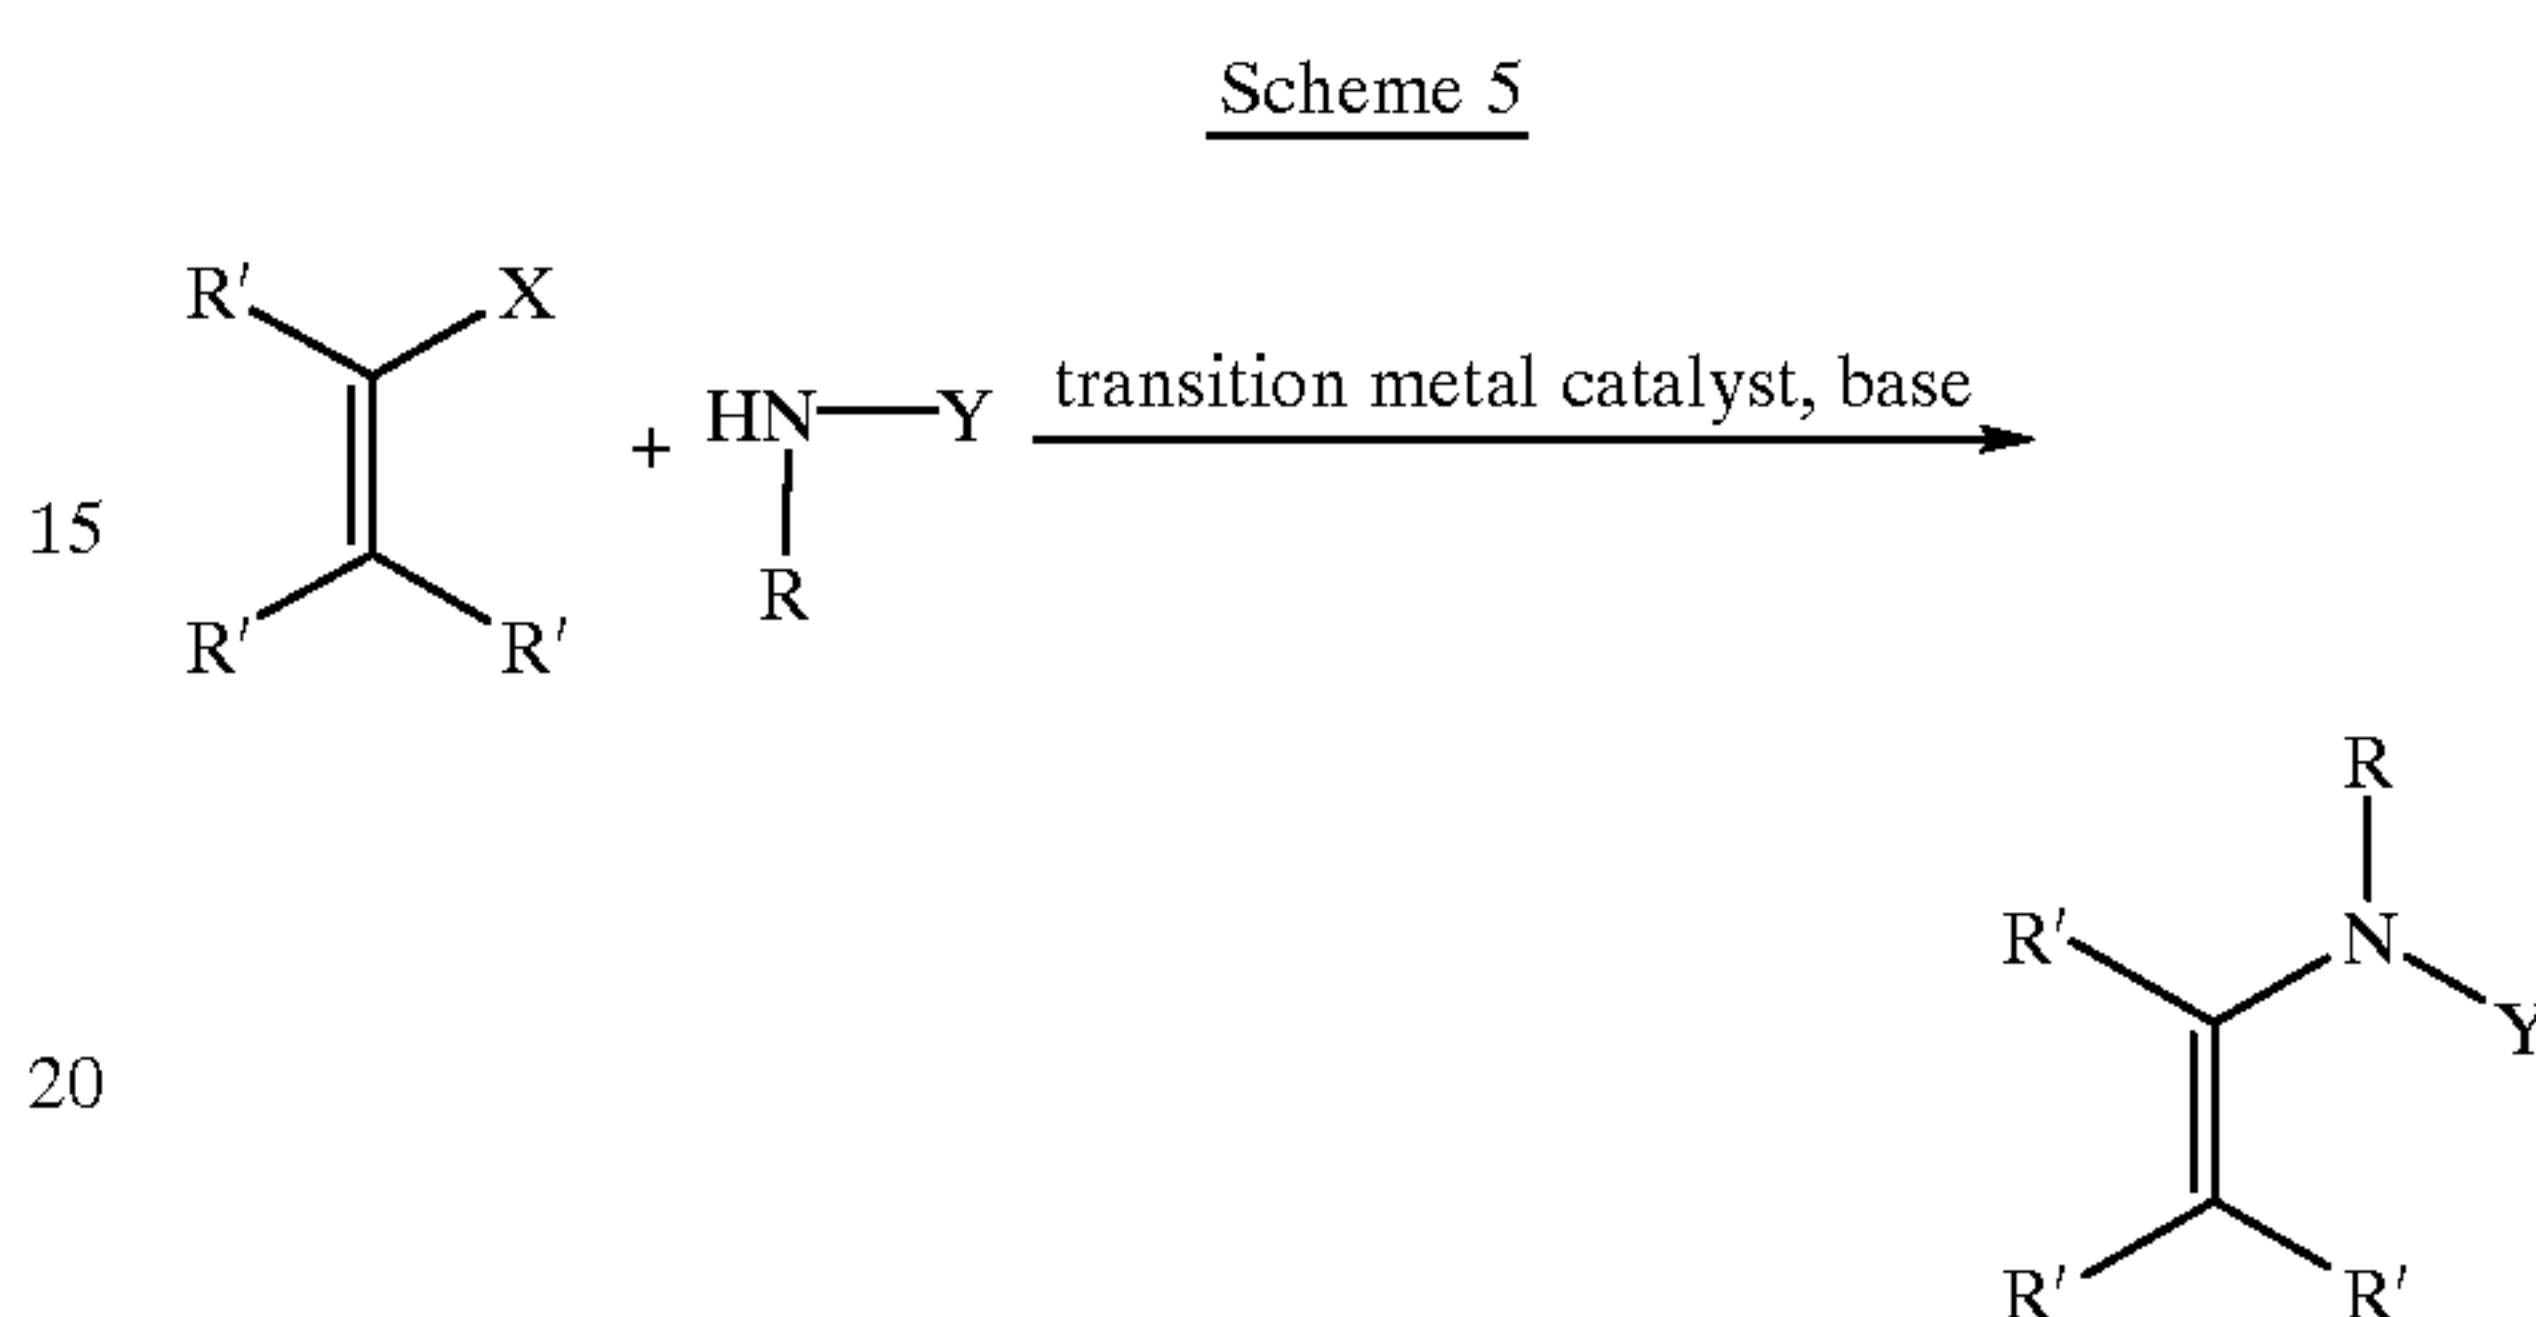 Scheme 5
R′ X
HN Y
transition metal catalyst, base
+
15
R
R′ R′
R
R′ N
Y
20
R′ R′